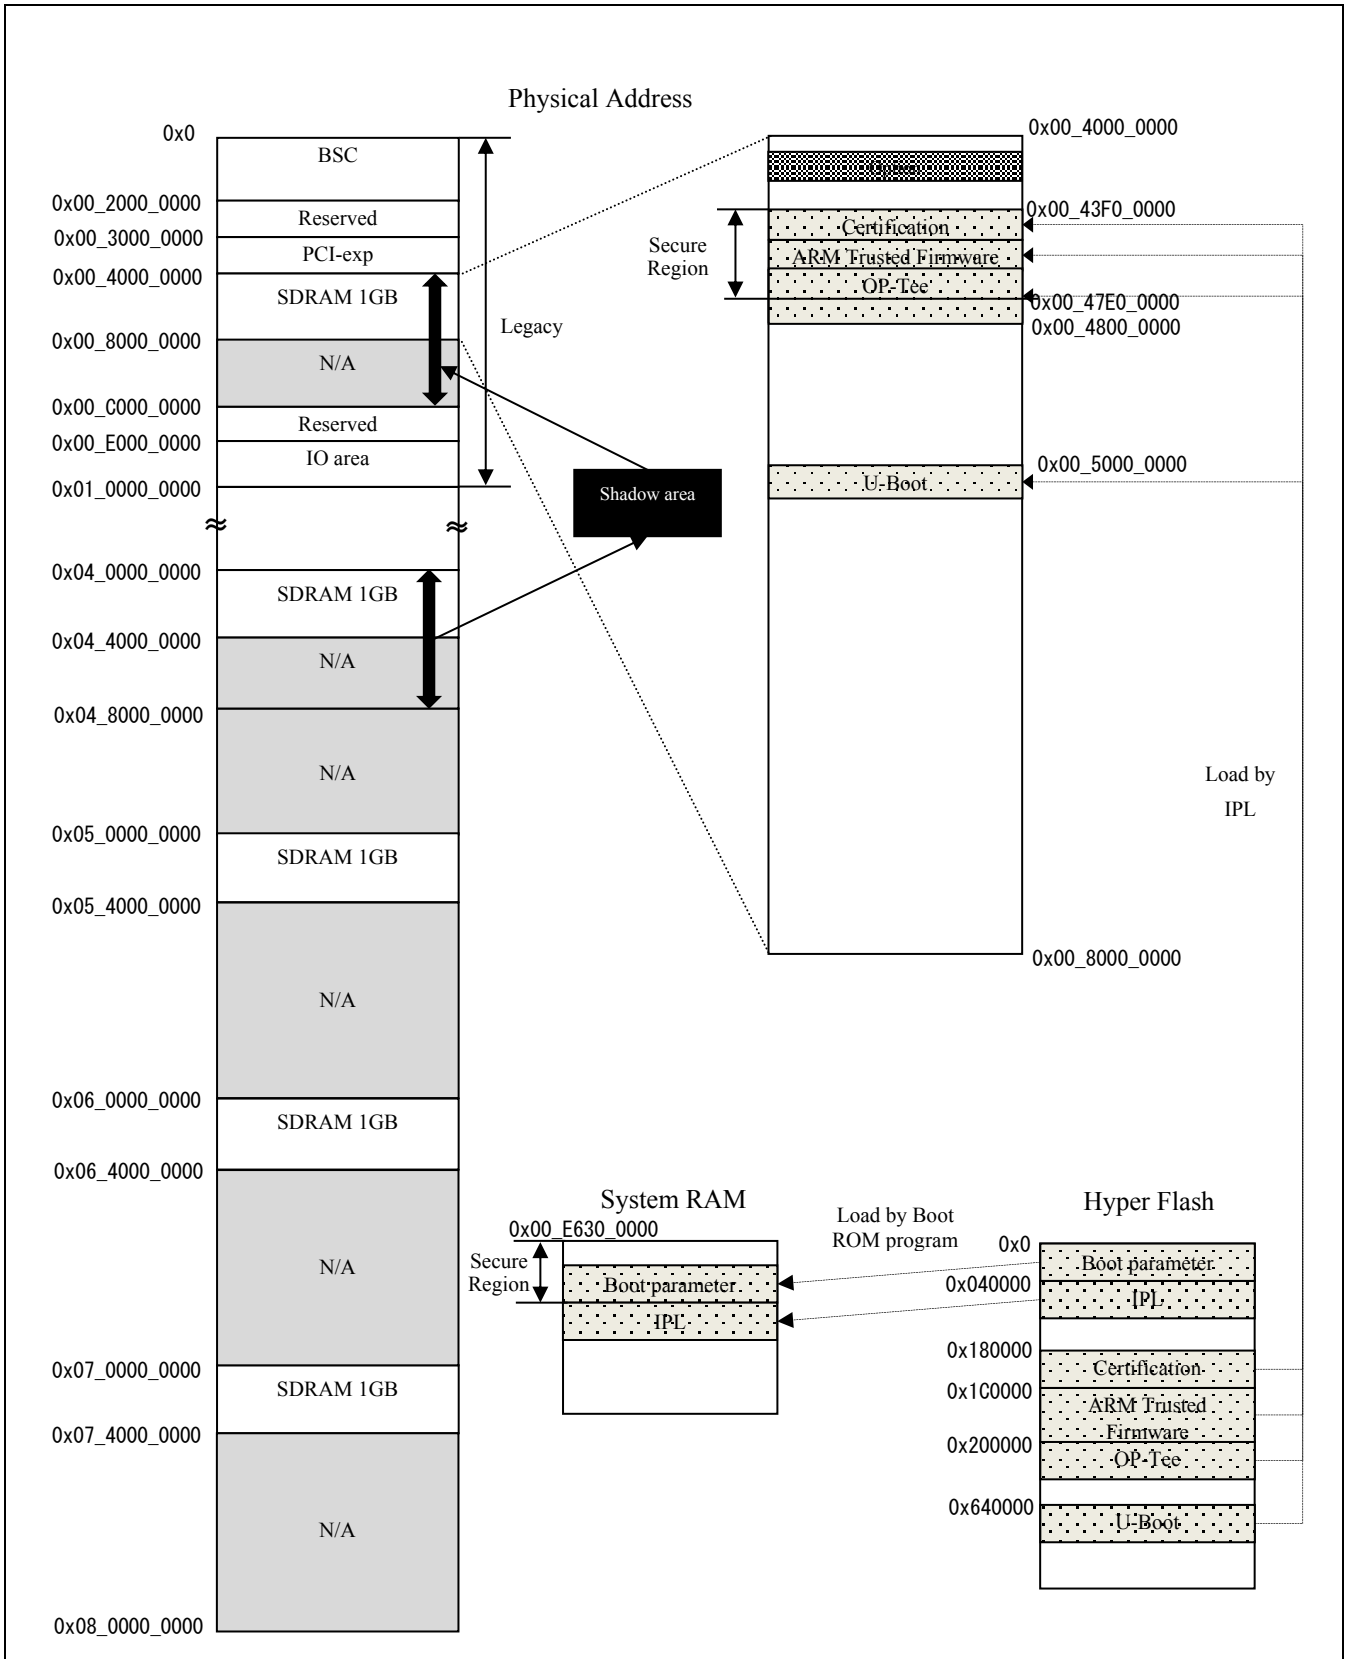 Physical Address
0x0
BSC
0x00_2000_0000
Reserved
0x00_3000_0000
PCI-exp
0x00_4000_0000
SDRAM 1GB
0x00_8000_0000
N/A
0x00_C000_0000
Reserved
0x00_E000_0000
IO area
0x01_0000_0000
Legacy
Shadow area
0x04_0000_0000
SDRAM 1GB
0x04_4000_0000
N/A
0x04_8000_0000
N/A
0x05_0000_0000
SDRAM 1GB
0x05_4000_0000
N/A
0x06_0000_0000
SDRAM 1GB
0x06_4000_0000
N/A
0x07_0000_0000
SDRAM 1GB
0x07_4000_0000
N/A
0x08_0000_0000
0x00_4000_0000
0x00_43F0_0000
Secure
Region
Certification
ARM Trusted Firmware
OP-Tee
0x00_47E0_0000
0x00_4800_0000
0x00_5000_0000
U-Boot
0x00_8000_0000
Load by
IPL
System RAM
0x00_E630_0000
Secure
Region
Boot parameter
IPL
Load by Boot
ROM program
Hyper Flash
0x0
Boot parameter
0x040000
IPL
0x180000
Certification
0x1C0000
ARM Trusted
Firmware
0x200000
OP-Tee
0x640000
U-Boot